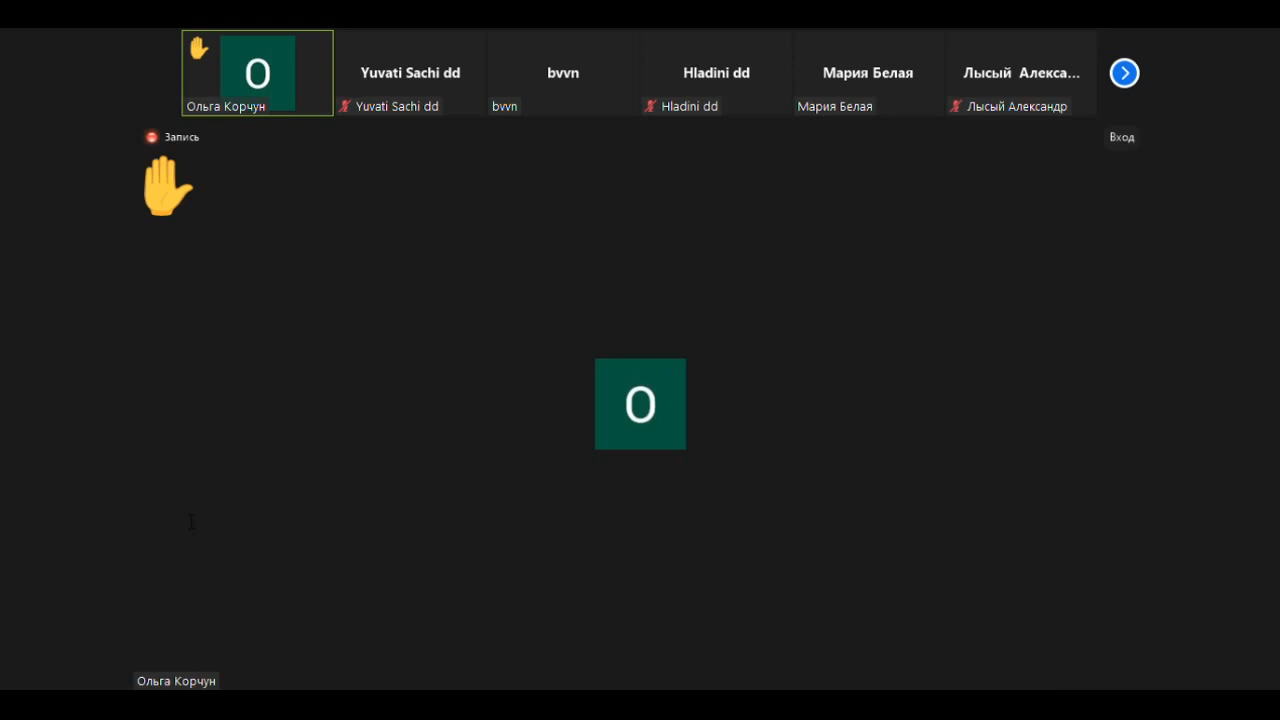 O
Ольга Корчун
Yuvati Sachi dd
Yuvati Sachi dd
bvvn
bvvn
Hladini dd
Hladini dd
Мария Белая
Мария Белая
Лысый Алекса...
Лысый Александр
Запись
Вход
O
Ольга Корчун